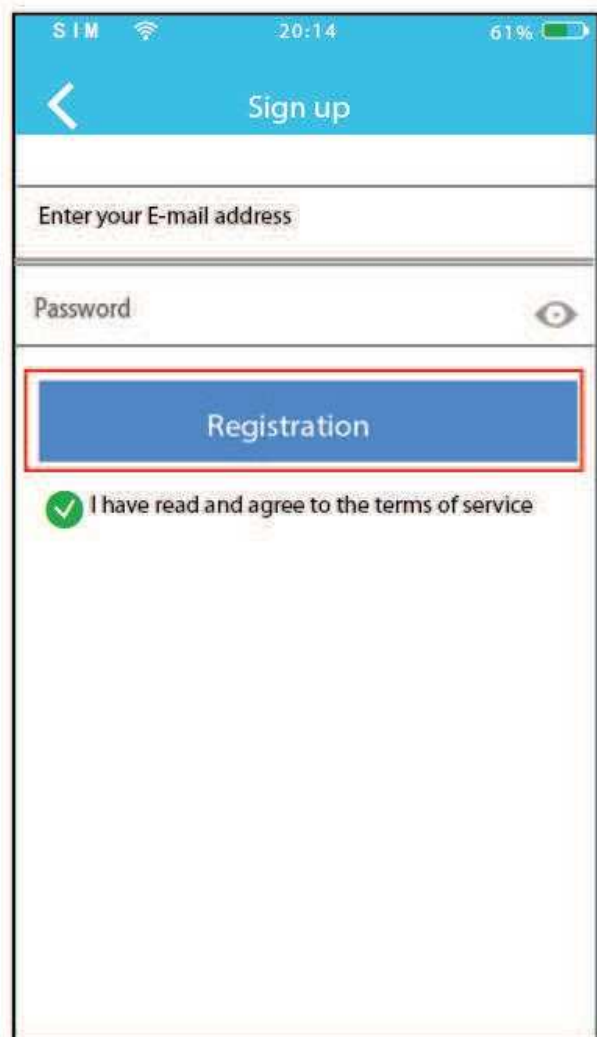 SIM 20:14 61%
Sign up
Enter your E-mail address
Password
Registration
I have read and agree to the terms of service